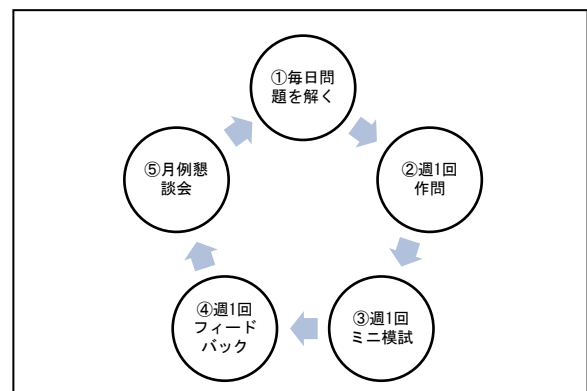 ①毎日問
題を解く
②週1回
作問
③週1回
ミニ模試
④週1回
フィード
バック
⑤月例懇
談会